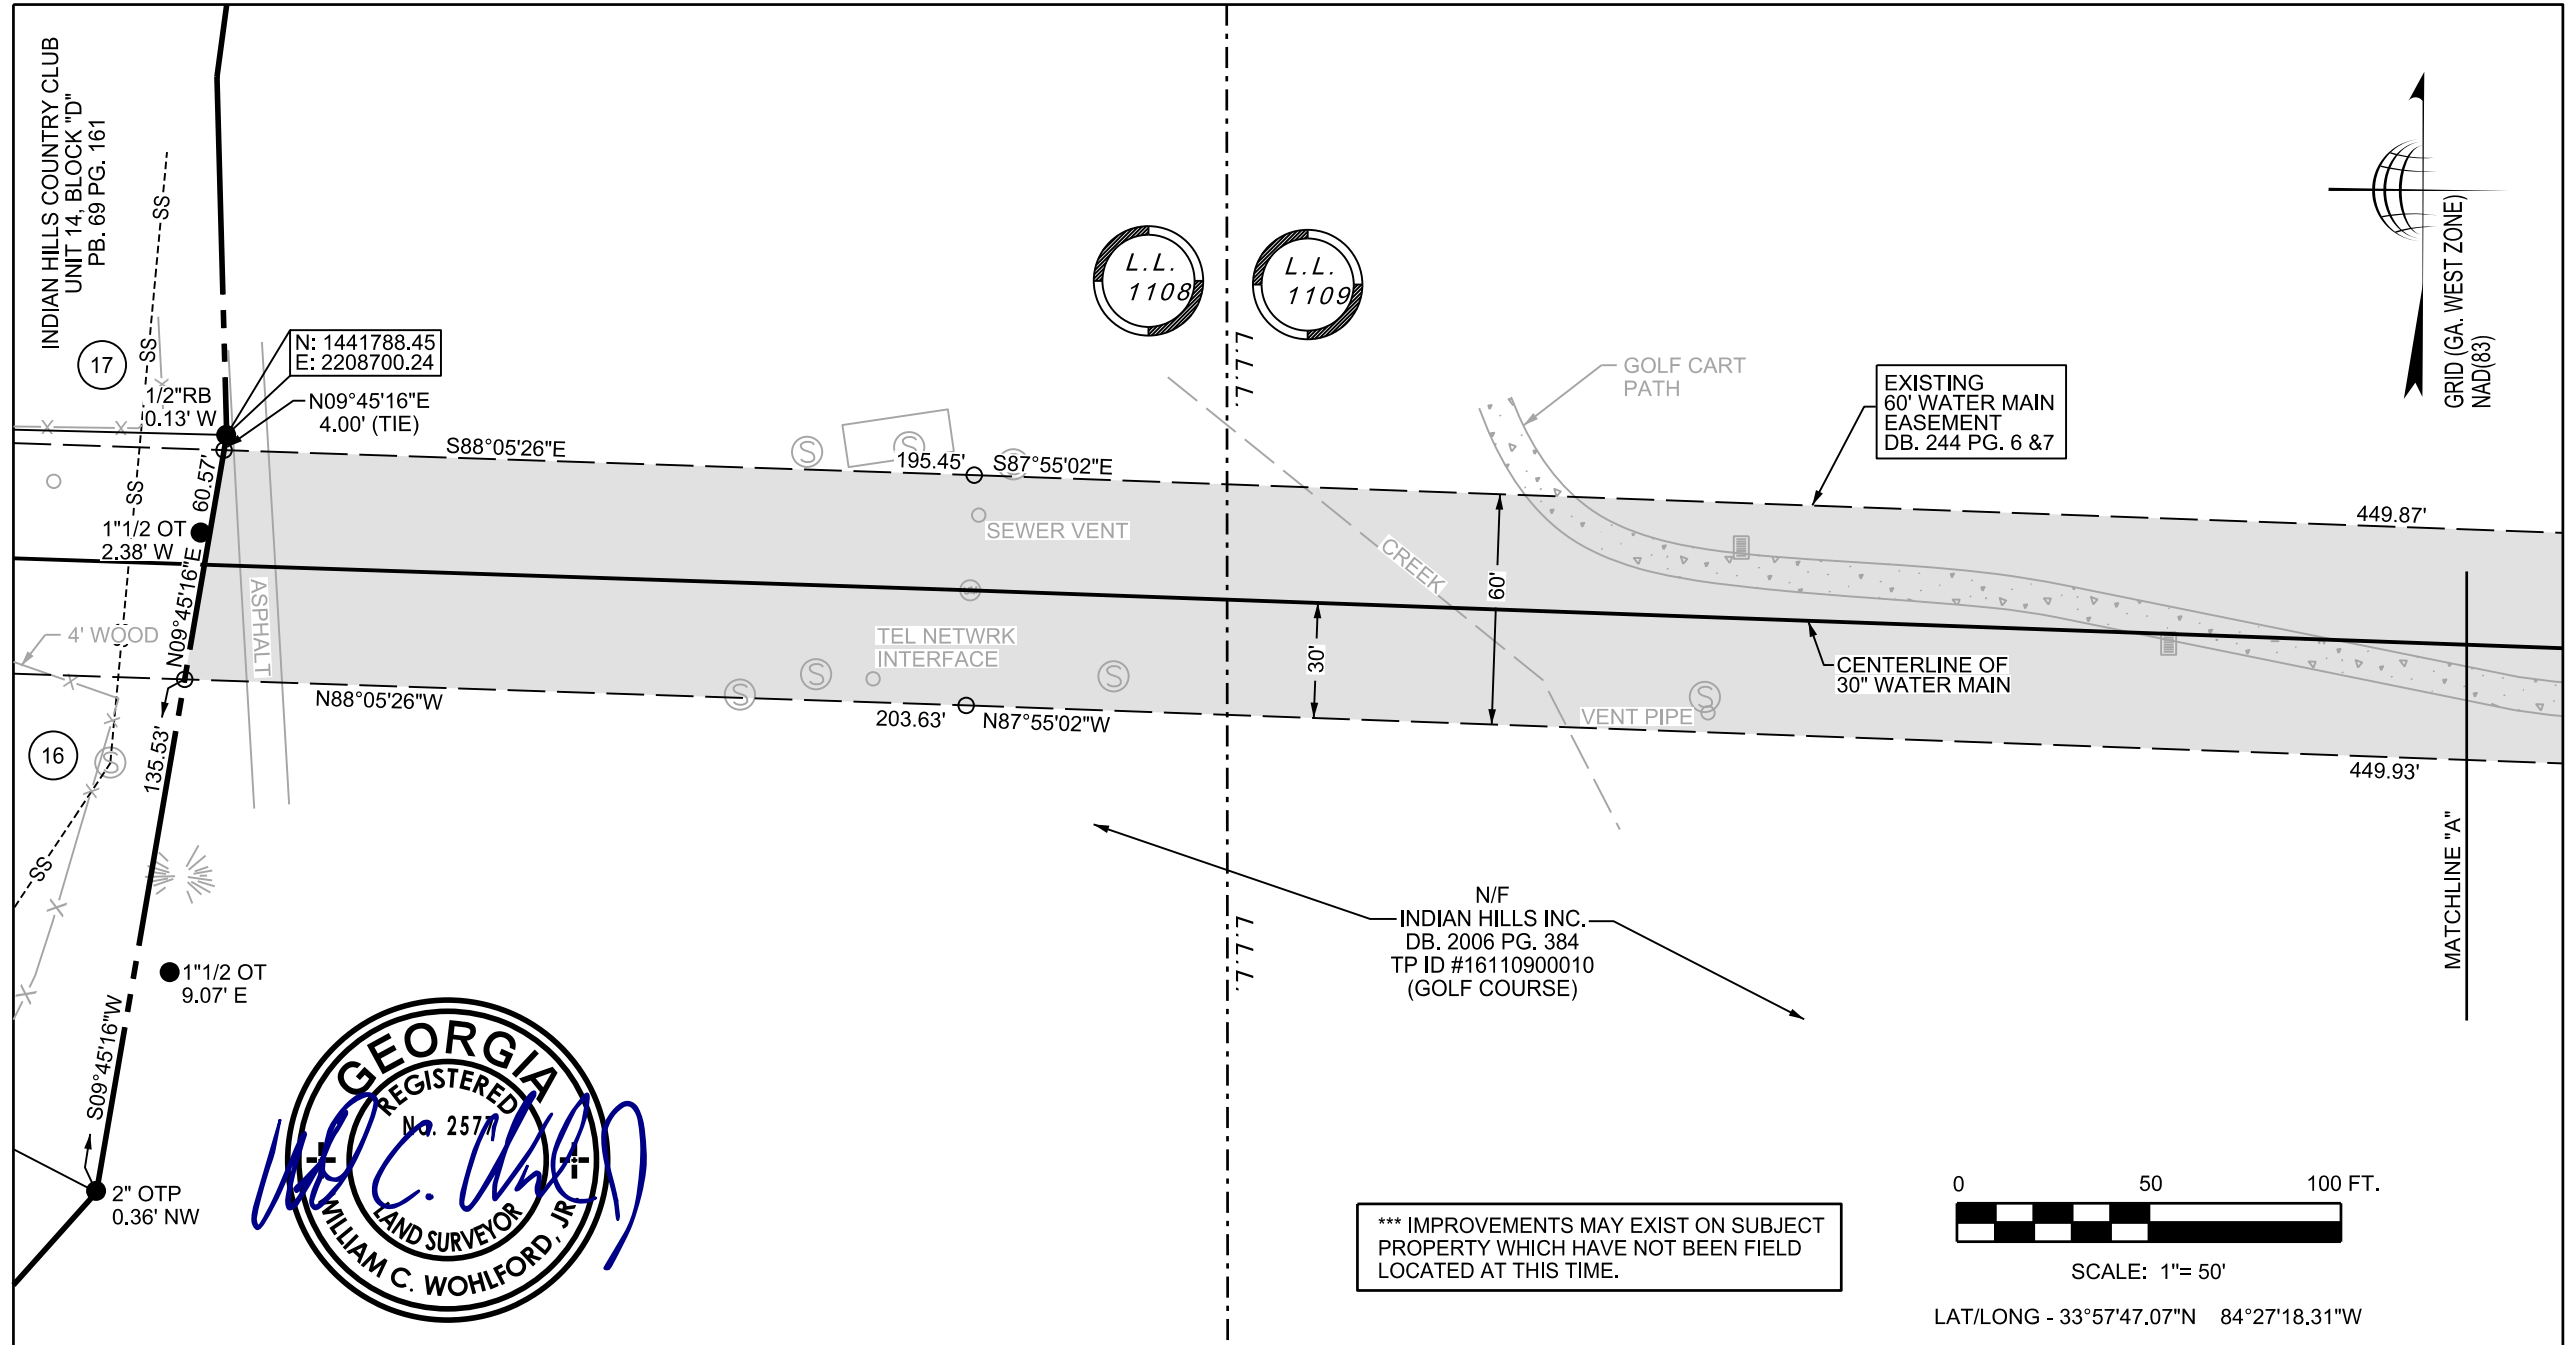 INDIAN HILLS COUNTRY CLUB
UNIT 14, BLOCK "D"
PB. 69 PG. 161
SS
SS
SS
SS
17
16
1/2"RB
0.13' W
N: 1441788.45
E: 2208700.24
N09°45'16"E
4.00' (TIE)
60.57'
1"1/2 OT
2.38' W
N09°45'16"E
4' WOOD
ASPHALT
135.53'
S09°45'16"W
1"1/2 OT
9.07' E
2" OTP
0.36' NW
X
X
X
X
X
X
X
X
S
S88°05'26"E
195.45'
S87°55'02"E
S
S
S
SEWER VENT
TEL NETWRK
INTERFACE
S
S
S
N88°05'26"W
203.63'
N87°55'02"W
L.L.
1108
L.L.
1109
L.L.L.
L.L.L.
CREEK
GOLF CART
PATH
EXISTING
60' WATER MAIN
EASEMENT
DB. 244 PG. 6 &7
449.87'
60'
30'
CENTERLINE OF
30" WATER MAIN
S
VENT PIPE
449.93'
MATCHLINE "A"
N/F
INDIAN HILLS INC.
DB. 2006 PG. 384
TP ID #16110900010
(GOLF COURSE)
GRID (GA. WEST ZONE)
NAD(83)
GEORGIA
REGISTERED
No. 2577
LAND SURVEYOR
WILLIAM C. WOHLFORD, JR.
*** IMPROVEMENTS MAY EXIST ON SUBJECT
PROPERTY WHICH HAVE NOT BEEN FIELD
LOCATED AT THIS TIME.
0 50 100 FT.
SCALE: 1"= 50'
LAT/LONG - 33°57'47.07"N 84°27'18.31"W